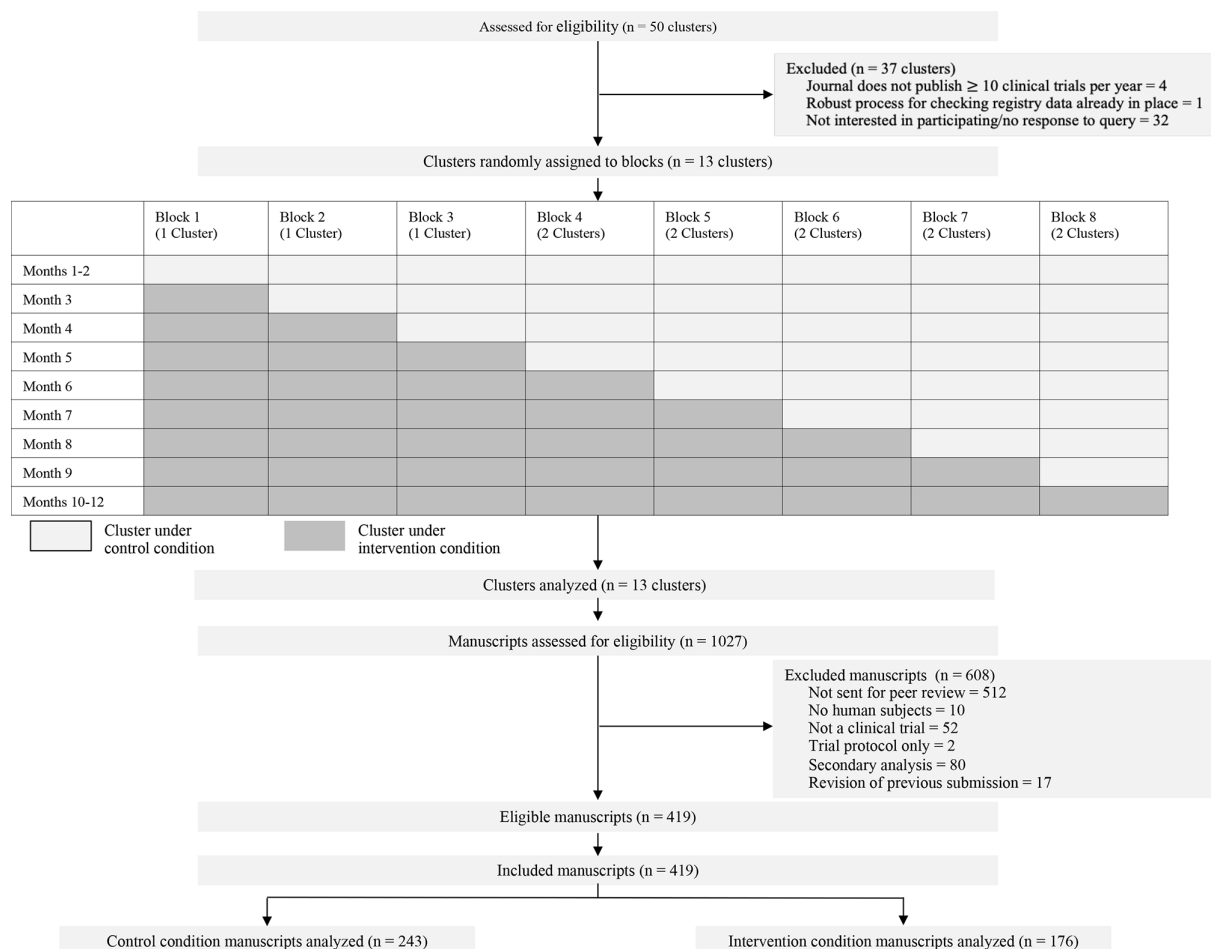 Assessed for eligibility (n = 50 clusters)
Excluded (n = 37 clusters)
Journal does not publish ≥ 10 clinical trials per year = 4
Robust process for checking registry data already in place = 1
Not interested in participating/no response to query = 32
Clusters randomly assigned to blocks (n = 13 clusters)
Block 1 Block 2 Block 3 Block 4 Block 5 Block 6 Block 7 Block 8
(1 Cluster) (1 Cluster) (1 Cluster) (2 Clusters) (2 Clusters) (2 Clusters) (2 Clusters) (2 Clusters)
Months 1-2
Month 3
Month 4
Month 5
Month 6
Month 7
Month 8
Month 9
Months 10-12
Cluster under
control condition
Cluster under
intervention condition
Clusters analyzed (n = 13 clusters)
Manuscripts assessed for eligibility (n = 1027)
Excluded manuscripts (n = 608)
Not sent for peer review = 512
No human subjects = 10
Not a clinical trial = 52
Trial protocol only = 2
Secondary analysis = 80
Revision of previous submission = 17
Eligible manuscripts (n = 419)
Included manuscripts (n = 419)
Control condition manuscripts analyzed (n = 243)
Intervention condition manuscripts analyzed (n = 176)